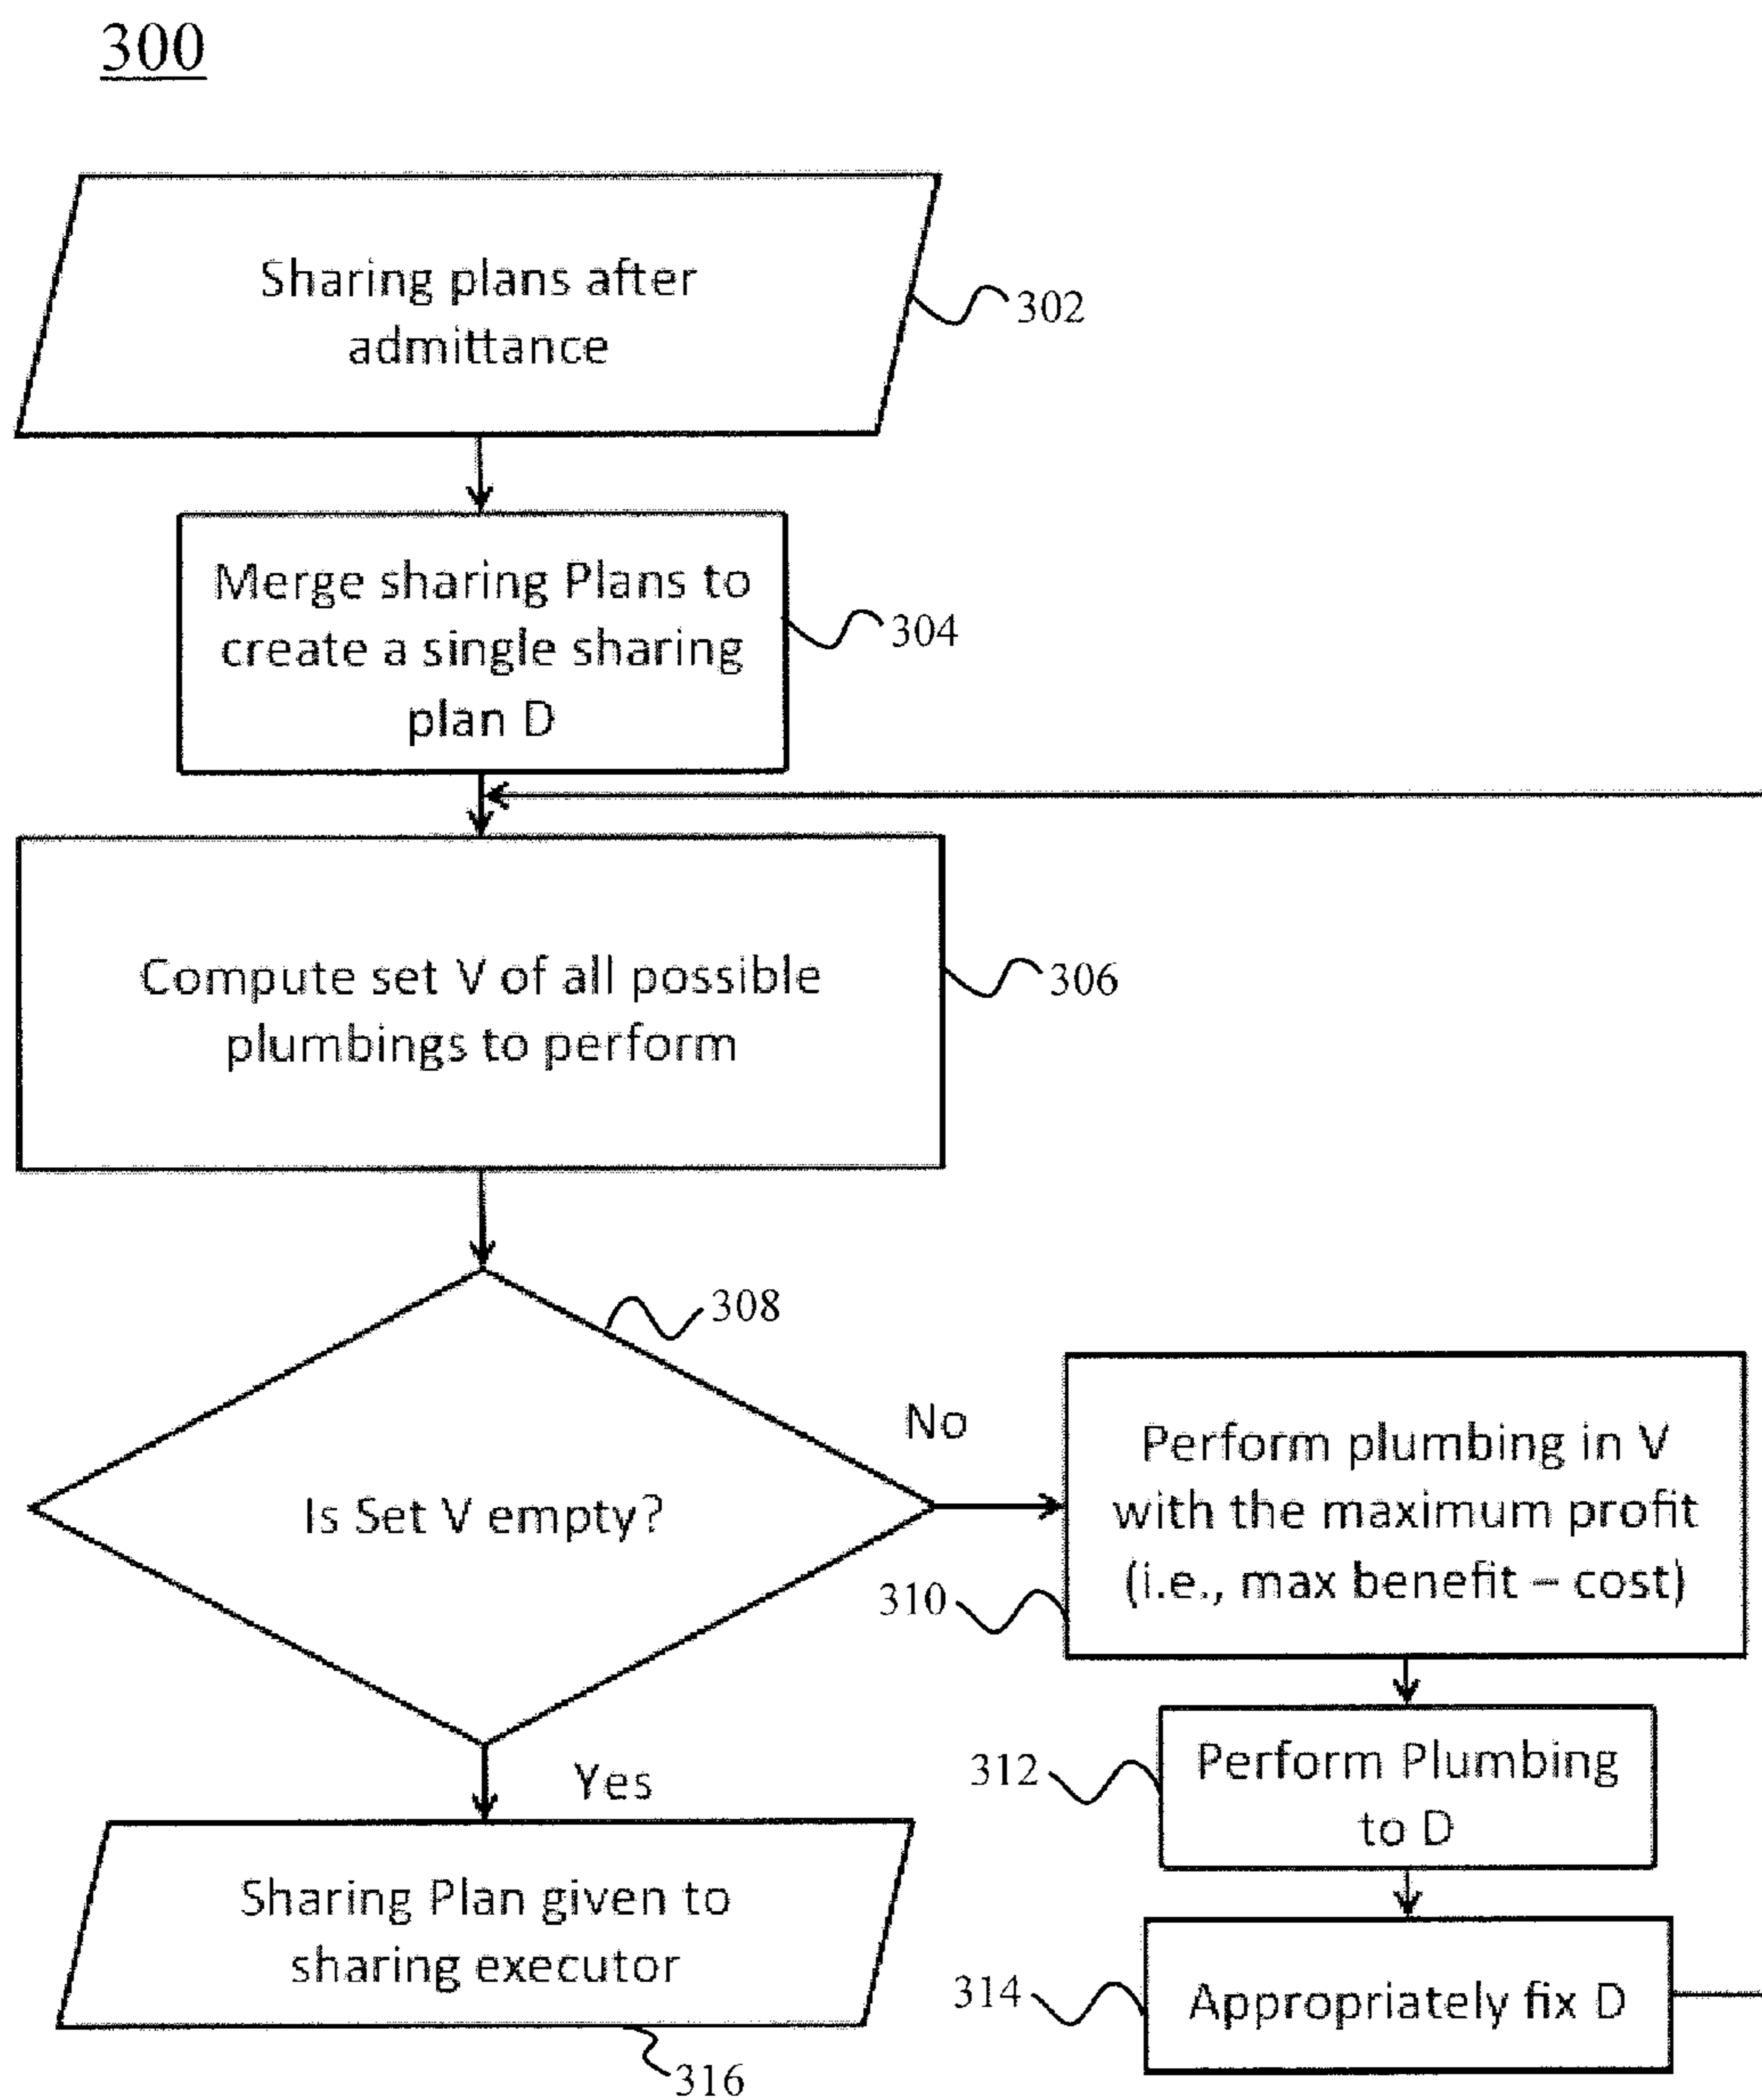 300
Sharing plans after
admittance
302
Merge sharing Plans to
create a single sharing
plan D
304
Compute set V of all possible
plumbings to perform
306
308
Is Set V empty?
No
Perform plumbing in V
with the maximum profit
(i.e., max benefit – cost)
310
Perform Plumbing
to D
312
Yes
Sharing Plan given to
sharing executor
316
Appropriately fix D
314